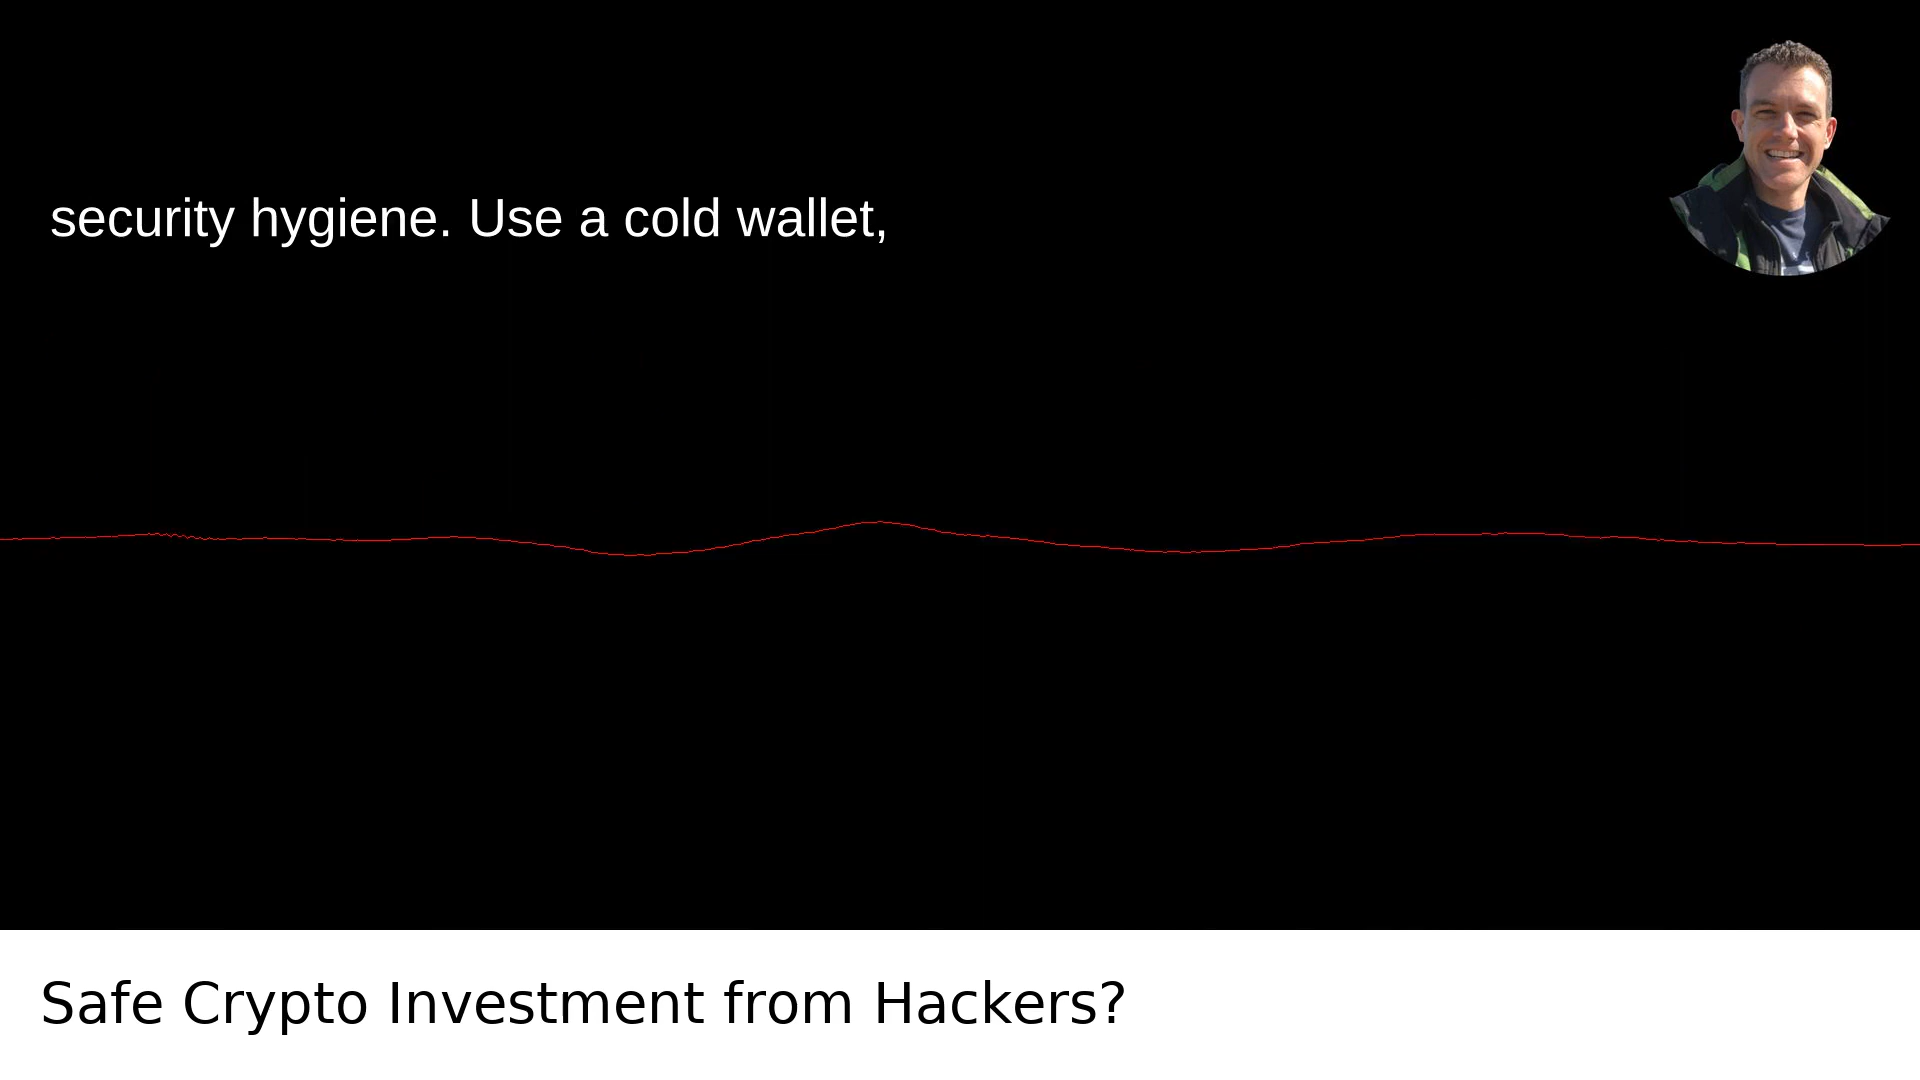 security hygiene. Use a cold wallet,
Safe Crypto Investment from Hackers?